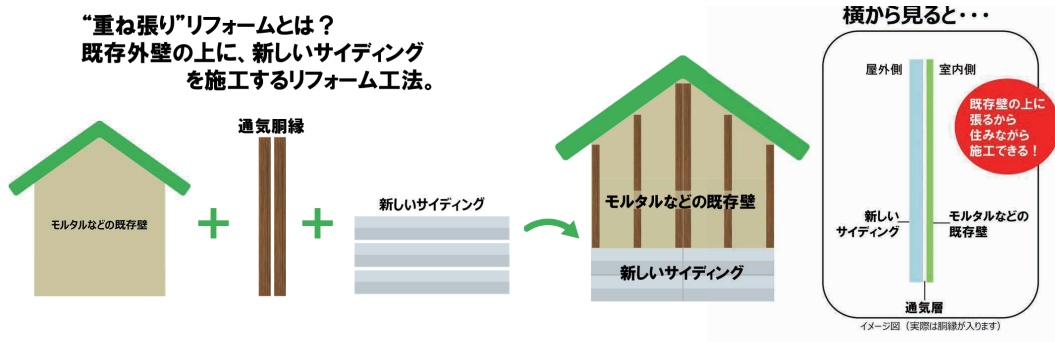 “重ね張り”リフォームとは？
既存外壁の上に、新しいサイディング
を施工するリフォーム工法。
モルタルなどの既存壁
通気胴縁
新しいサイディング
モルタルなどの既存壁
新しいサイディング
横から見ると・・・
屋外側
室内側
既存壁の上に
張るから
住みながら
施工できる！
新しい
サイディング
モルタルなどの
既存壁
通気層
イメージ図（実際は胴縁が入ります）